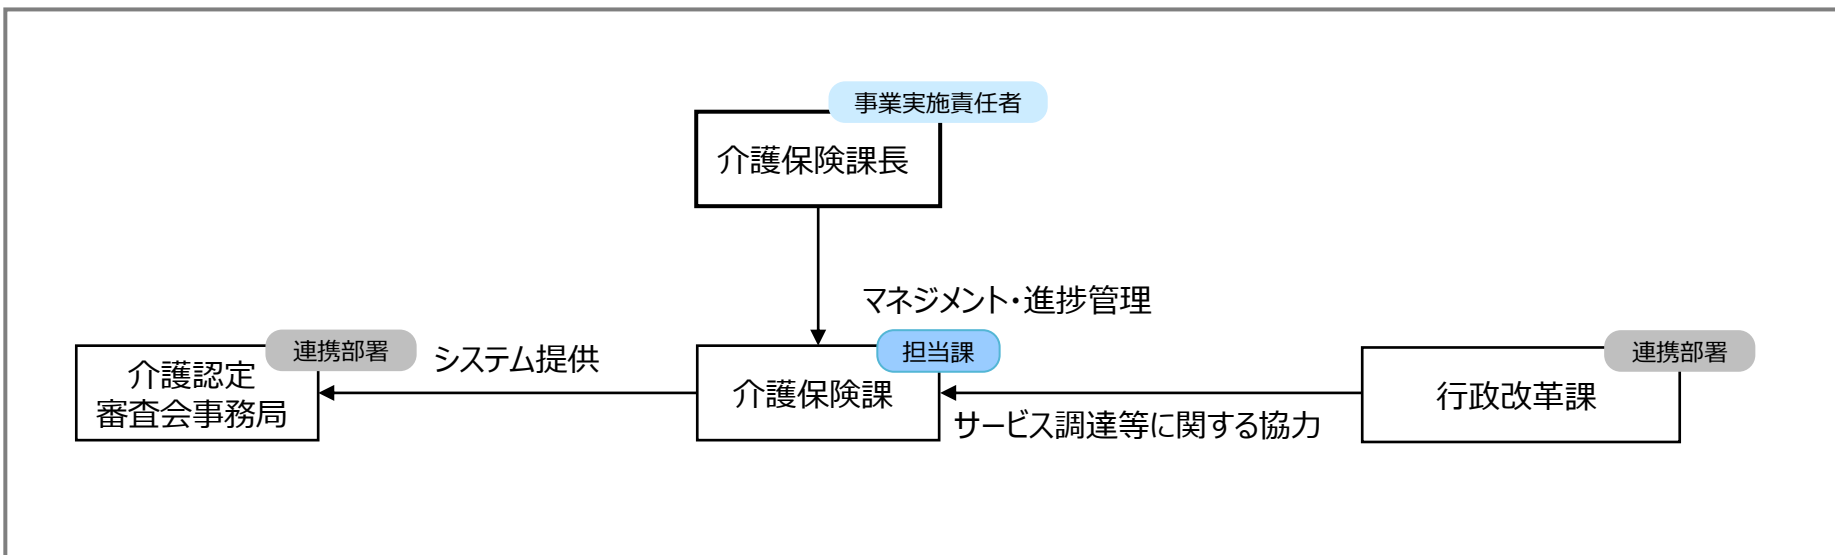 事業実施責任者
介護保険課長
マネジメント・進捗管理
連携部署
介護認定
審査会事務局
システム提供
担当課
介護保険課
サービス調達等に関する協力
連携部署
行政改革課